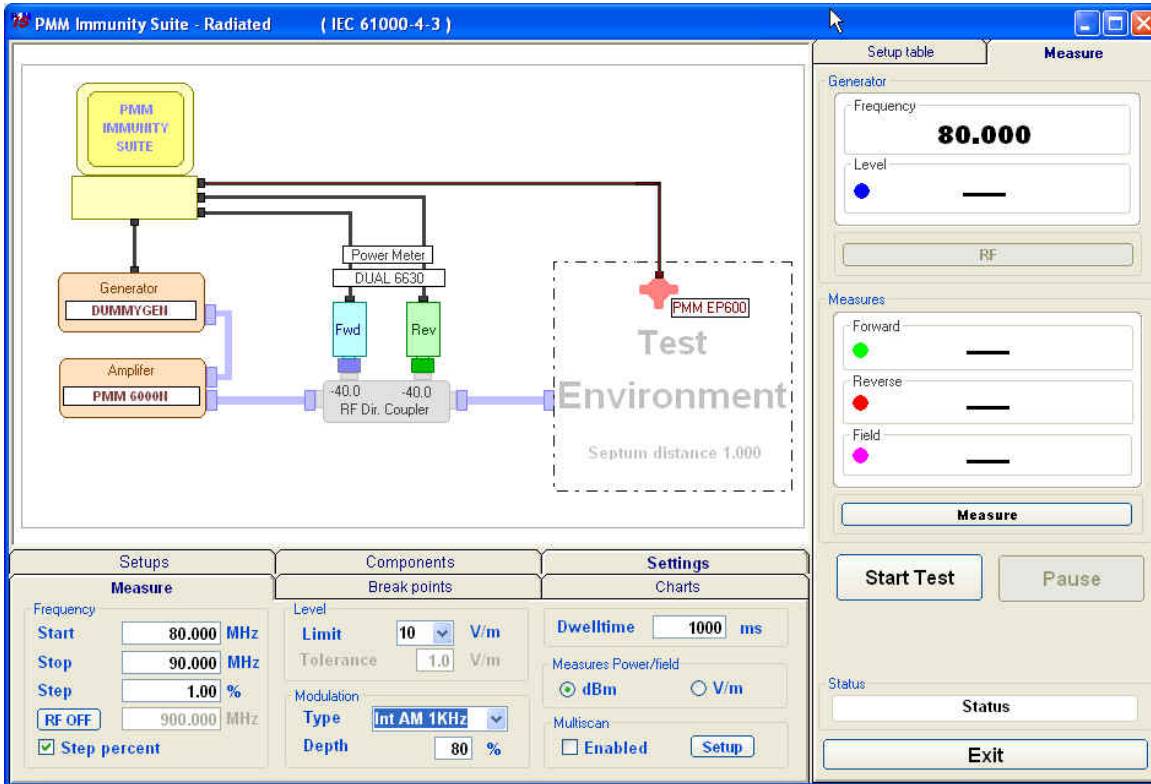 PMM Immunity Suite - Radiated ( IEC 61000-4-3 )
PMM
IMMUNITY
SUITE
Generator
DUMMYGEN
Amplifer
PMM 6000N
Power Meter
DUAL 6630
Fwd
Rev
-40.0 -40.0
RF Dir. Coupler
PMM EP600
Test
Environment
Septum distance 1.000
Setups Components Settings
Measure Break points Charts
Frequency
Start 80.000 MHz
Stop 90.000 MHz
Step 1.00 %
RF OFF 900.000 MHz
Step percent
Level
Limit 10 V/m
Tolerance 1.0 V/m
Modulation
Type Int AM 1KHz
Depth 80 %
Dwelltime 1000 ms
Measures Power/field
dBm V/m
Multiscan
Enabled Setup
Setup table Measure
Generator
Frequency
80.000
Level
RF
Measures
Forward
Reverse
Field
Measure
Start Test Pause
Status
Status
Exit